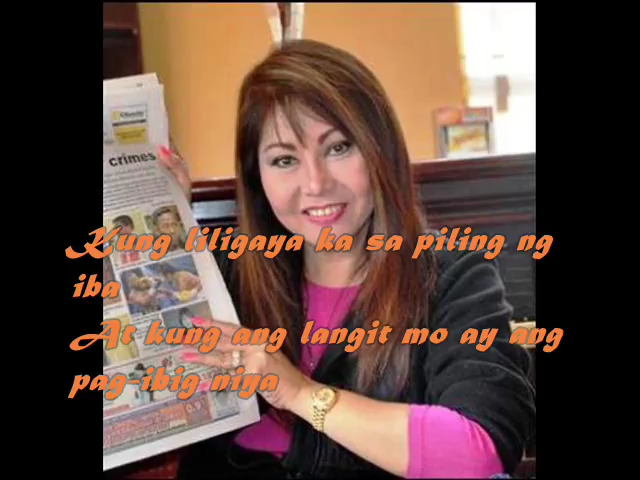 crimes
Kung liligaya ka sa piling ng
iba
At kung ang langit mo ay ang
pag-ibig niya